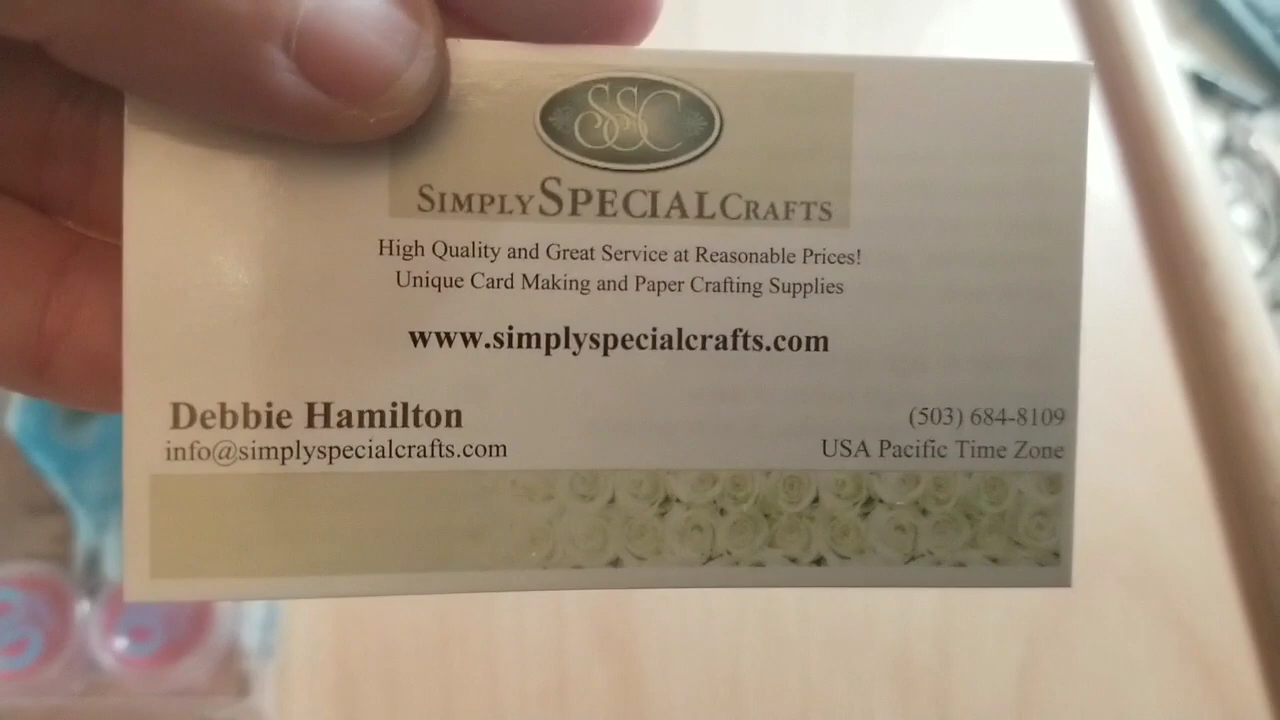 SSC
SIMPLY SPECIAL CRAFTS
High Quality and Great Service at Reasonable Prices!
Unique Card Making and Paper Crafting Supplies
www.simplyspecialcrafts.com
Debbie Hamilton
(503) 684-8109
info@simplyspecialcrafts.com
USA Pacific Time Zone